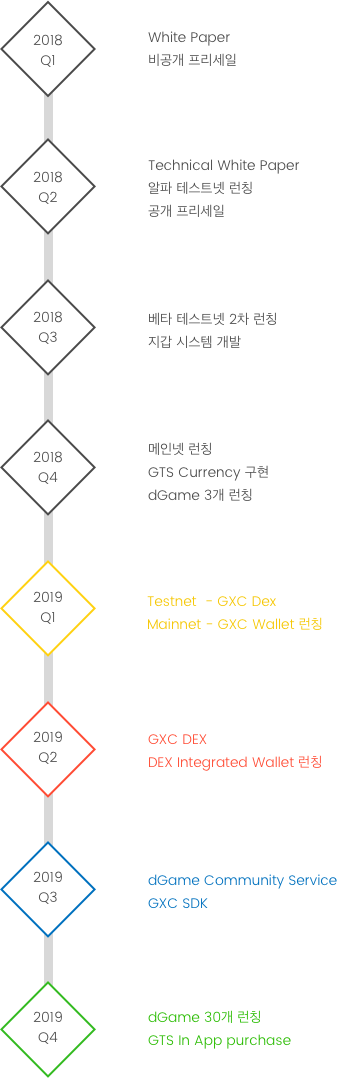 2018
Q1
White Paper
비공개 프리세일
2018
Q2
Technical White Paper
알파 테스트넷 런칭
공개 프리세일
2018
Q3
베타 테스트넷 2차 런칭
지갑 시스템 개발
2018
Q4
메인넷 런칭
GTS Currency 구현
dGame 3개 런칭
2019
Q1
Testnet - GXC Dex
Mainnet - GXC Wallet 런칭
2019
Q2
GXC DEX
DEX Integrated Wallet 런칭
2019
Q3
dGame Community Service
GXC SDK
2019
Q4
dGame 30개 런칭
GTS In App purchase